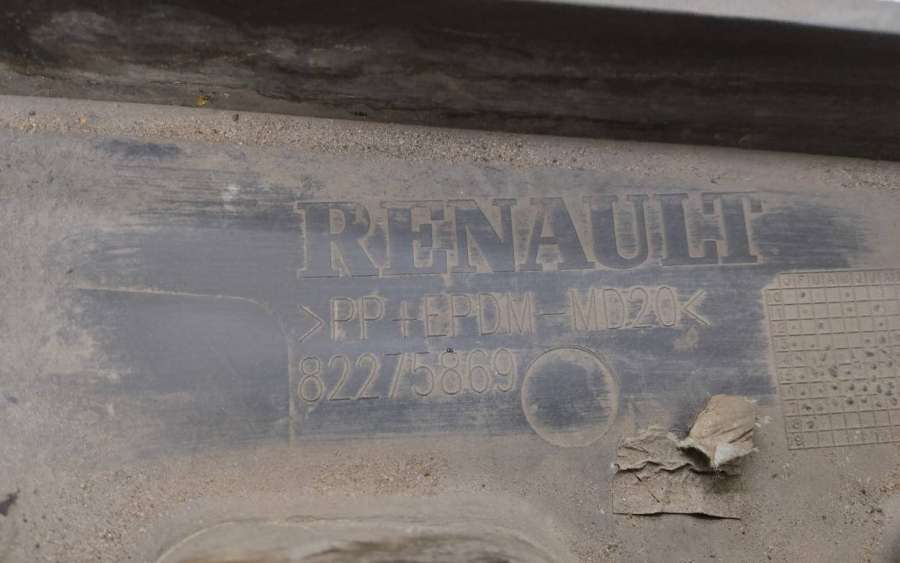 RENAULT
>PP+EPDM-MD20<
82275869